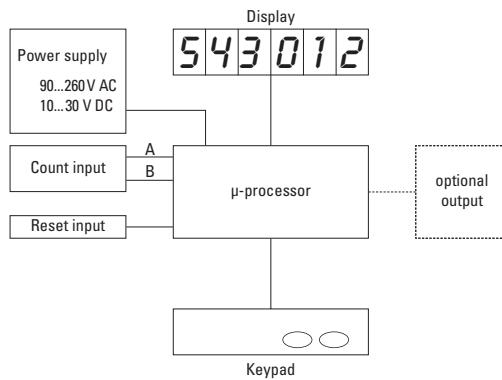 Display
543012
Power supply
90...260 V AC
10...30 V DC
A
Count input
B
µ-processor
optional
output
Reset input
Keypad